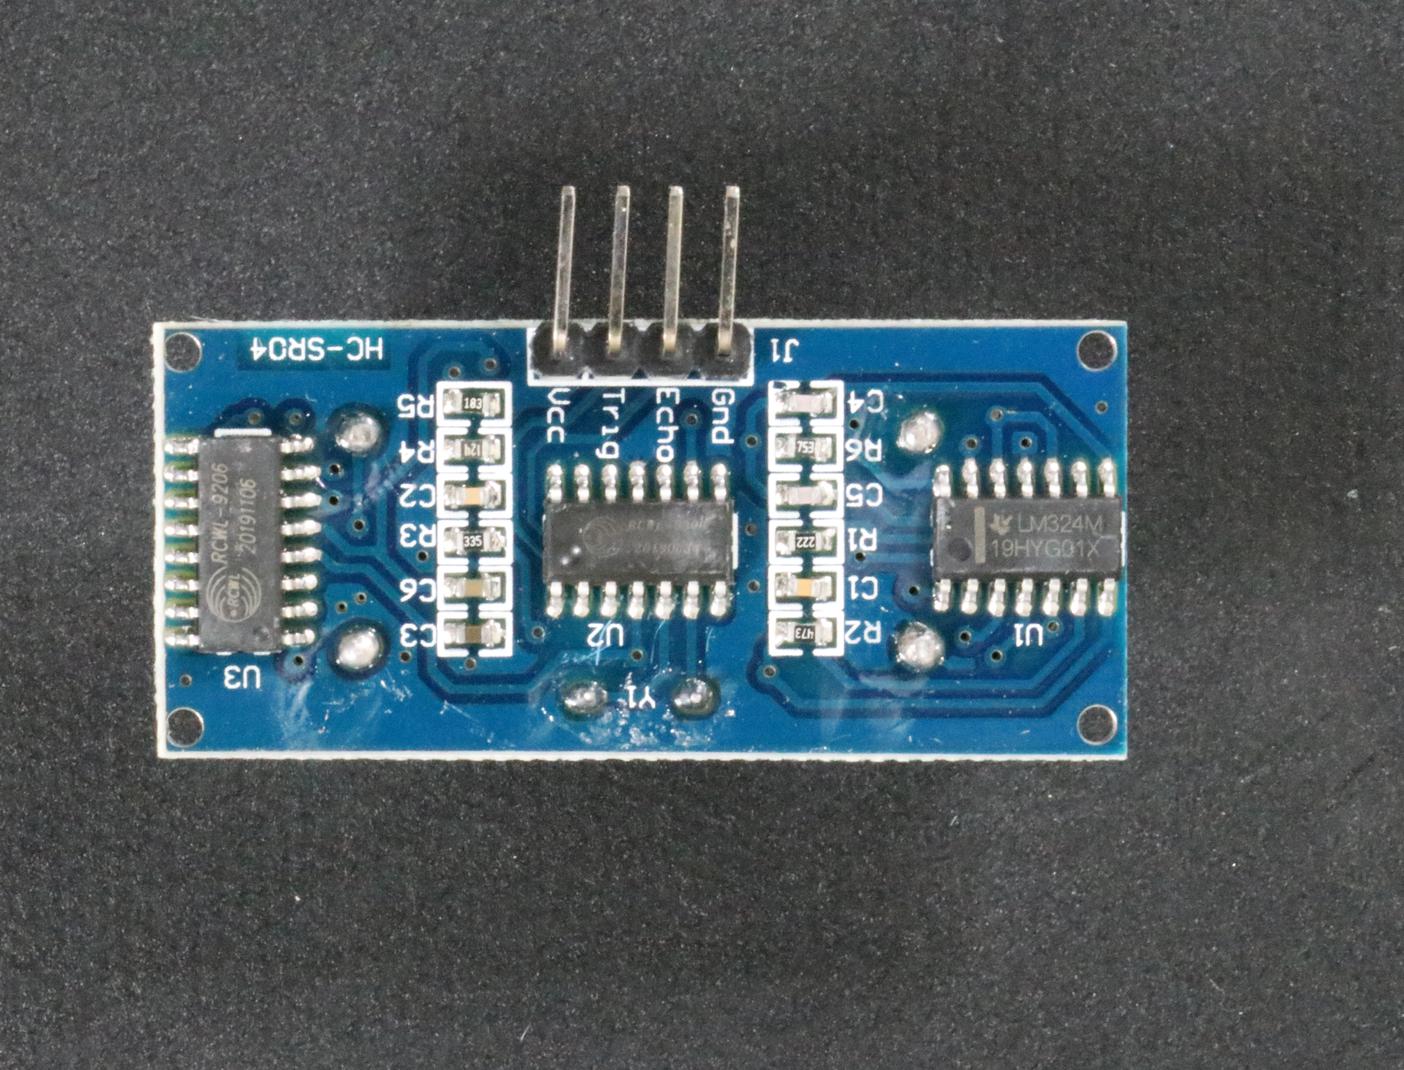 HC-SR04
J1
Vcc
Trig
Echo
Gnd
R5
103
R4
124
C2
R3
335
C6
C3
C4
R6
753
C5
R1
222
C1
R2
473
RCWL-9206
20191106
RCWL
U3
U2
Y1
LM324M
19HYG01X
U1